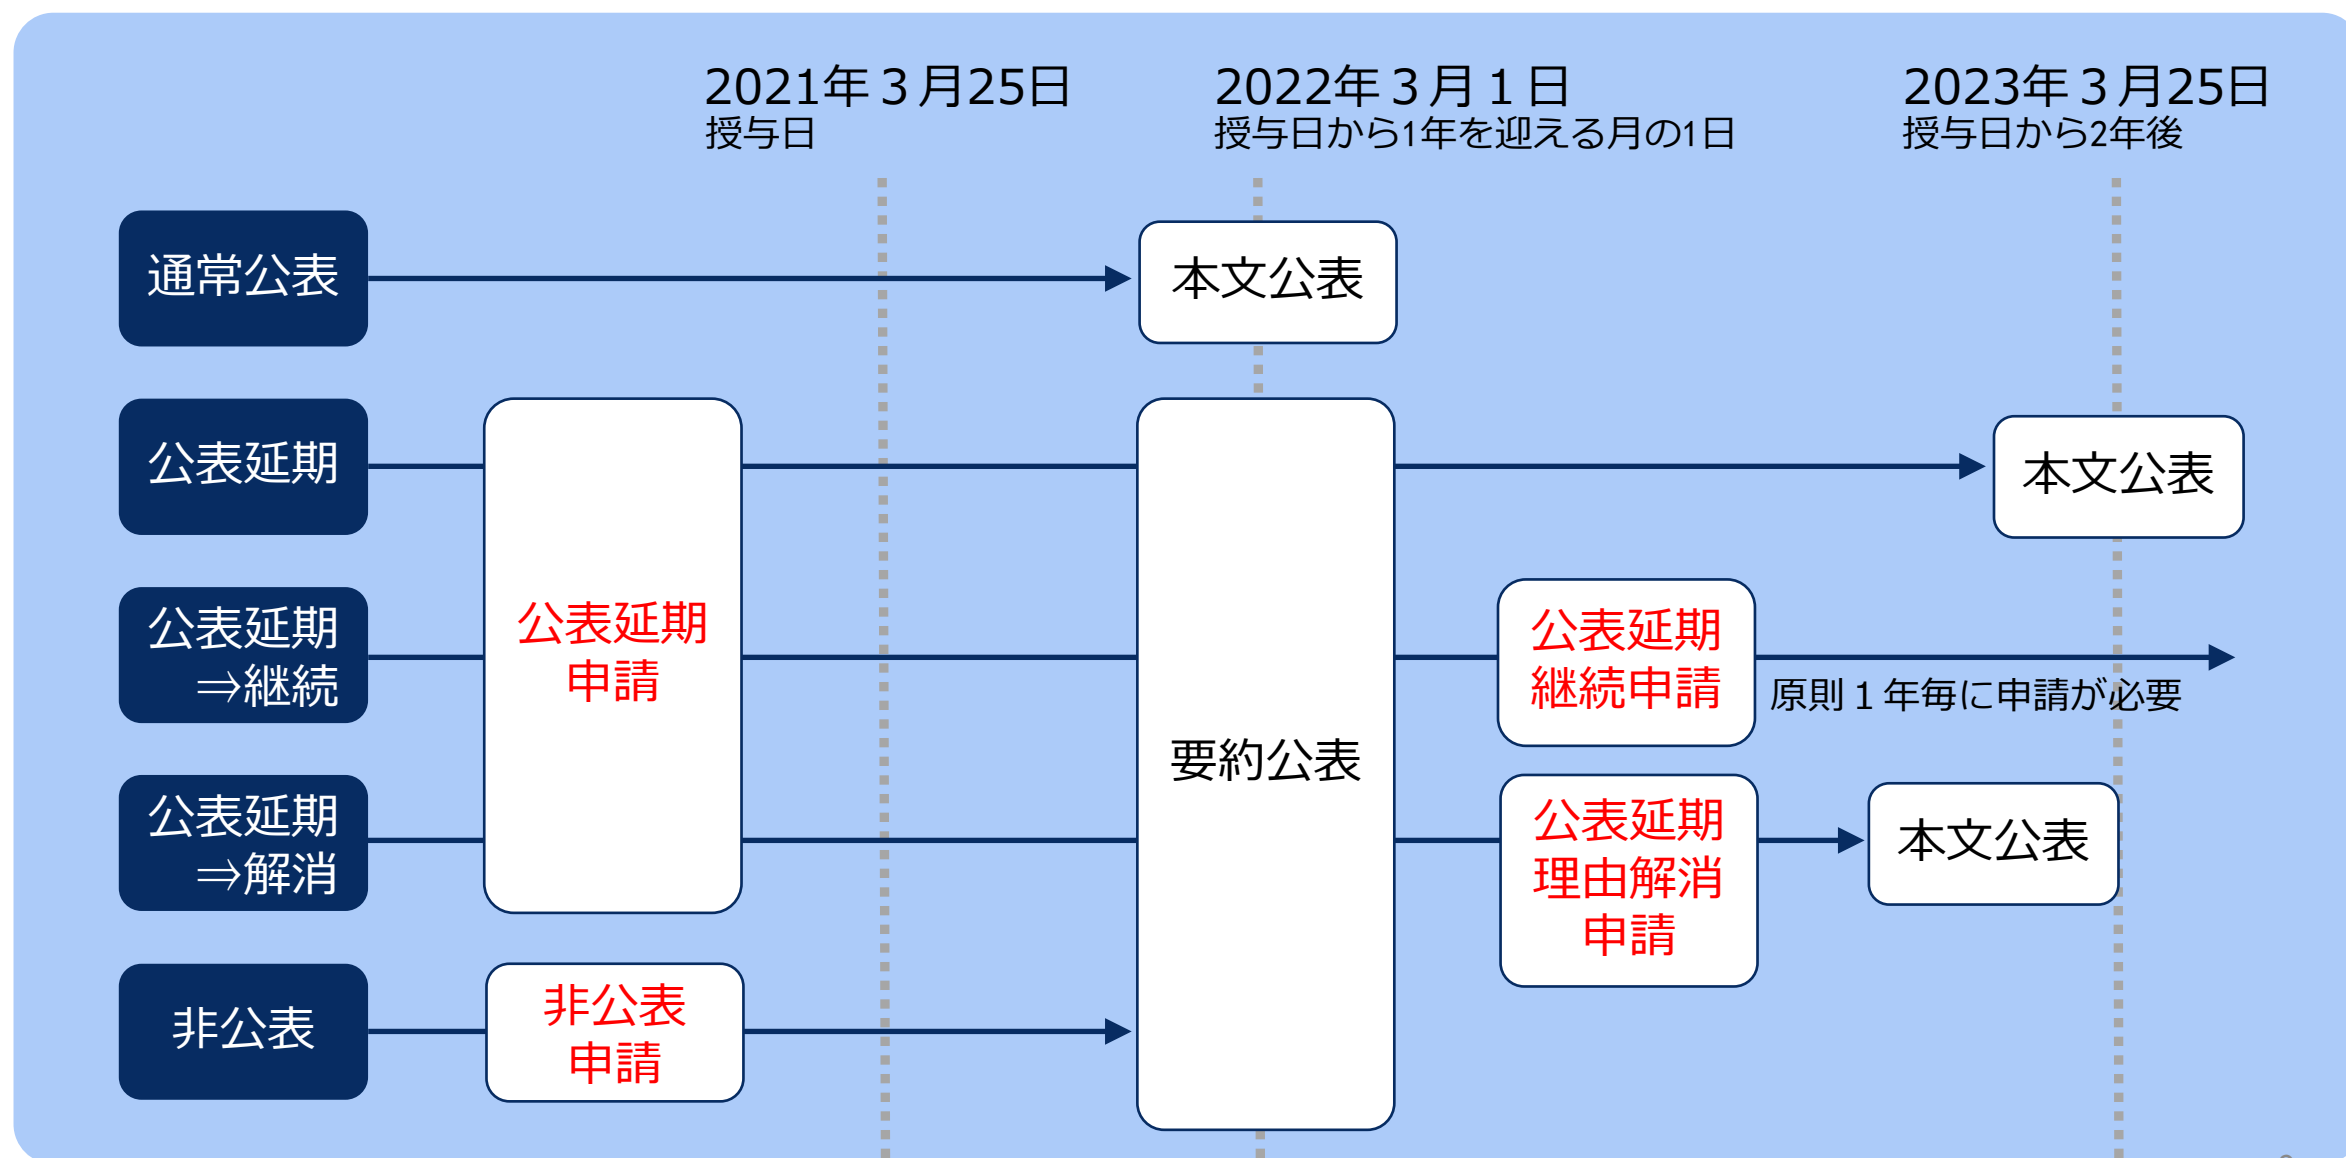 2021年３月25日
授与日
2022年３月１日
授与日から1年を迎える月の1日
2023年３月25日
授与日から2年後
通常公表
本文公表
公表延期
本文公表
公表延期
⇒継続
公表延期
申請
公表延期
継続申請
原則１年毎に申請が必要
要約公表
公表延期
⇒解消
公表延期
理由解消
申請
本文公表
非公表
非公表
申請